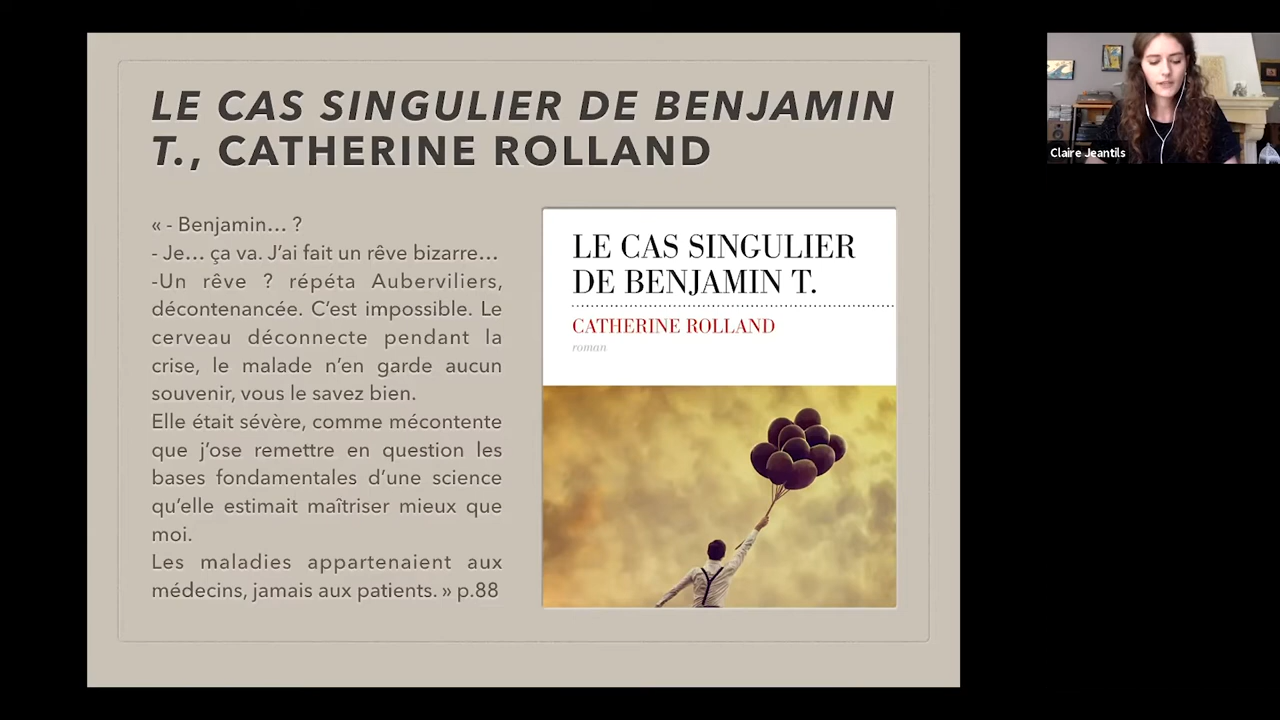 LE CAS SINGULIER DE BENJAMIN
T., CATHERINE ROLLAND
« - Benjamin… ?
- Je… ça va. J’ai fait un rêve bizarre…
-Un rêve ? répéta Auberviliers,
décontenancée. C’est impossible. Le
cerveau déconnecte pendant la
crise, le malade n’en garde aucun
souvenir, vous le savez bien.
Elle était sévère, comme mécontente
que j’ose remettre en question les
bases fondamentales d’une science
qu’elle estimait maîtriser mieux que
moi.
Les maladies appartenaient aux
médecins, jamais aux patients. » p.88
LE CAS SINGULIER
DE BENJAMIN T.
CATHERINE ROLLAND
roman
Claire Jeantils